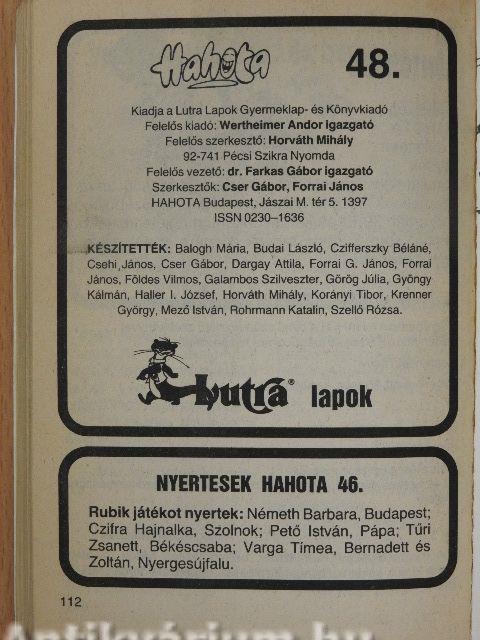 Hahota
48.
Kiadja a Lutra Lapok Gyermeklap- és Könyvkiadó
Felelős kiadó: Wertheimer Andor igazgató
Felelős szerkesztő: Horváth Mihály
92-741 Pécsi Szikra Nyomda
Felelős vezető: dr. Farkas Gábor igazgató
Szerkesztők: Cser Gábor, Forrai János
HAHOTA Budapest, Jászai M. tér 5. 1397
ISSN 0230–1636
KÉSZÍTETTÉK: Balogh Mária, Budai László, Czifferszky Béláné,
Csehi János, Cser Gábor, Dargay Attila, Forrai G. János, Forrai
János, Földes Vilmos, Galambos Szilveszter, Görög Júlia, Gyöngy
Kálmán, Haller I. József, Horváth Mihály, Korányi Tibor, Krenner
György, Mező István, Rohrmann Katalin, Szellő Rózsa.
Lutra® lapok
NYERTESEK HAHOTA 46.
Rubik játékot nyertek: Németh Barbara, Budapest;
Czifra Hajnalka, Szolnok; Pető István, Pápa; Tűri
Zsanett, Békéscsaba; Varga Tímea, Bernadett és
Zoltán, Nyergesújfalu.
112
Antikvárium.hu